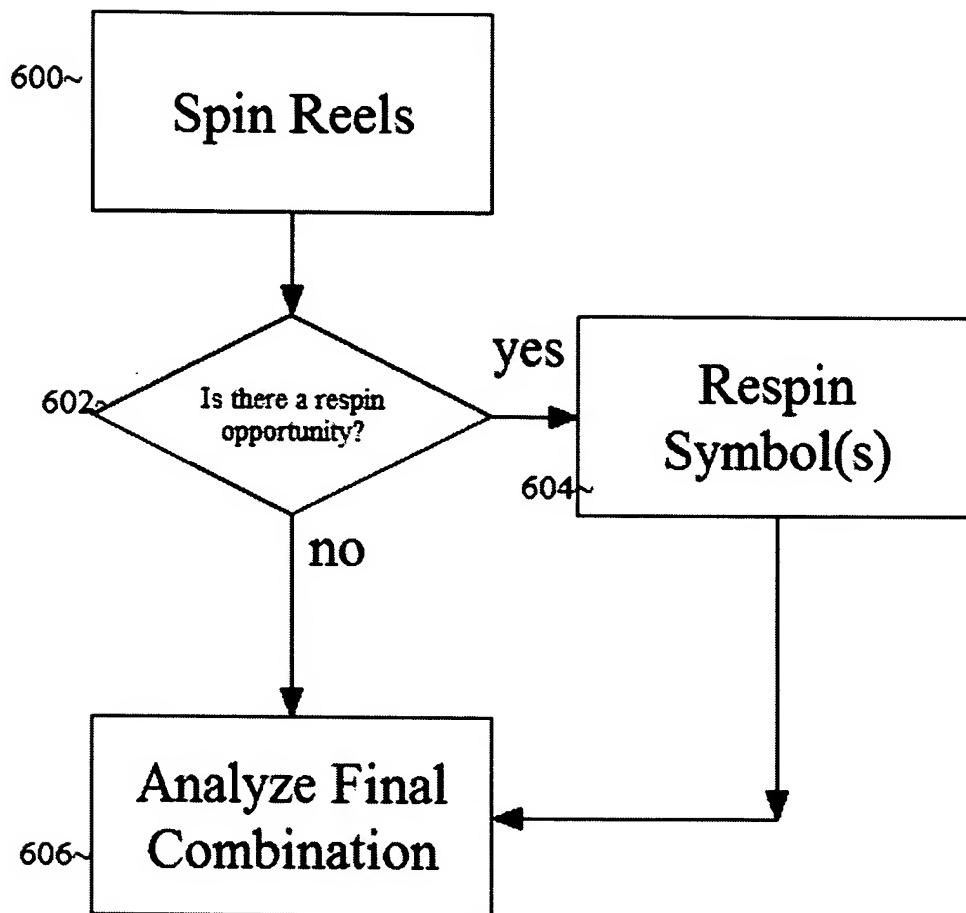 600~
Spin Reels
yes
602~
Is there a respin
opportunity?
Respin
Symbol(s)
604~
no
Analyze Final
Combination
606~